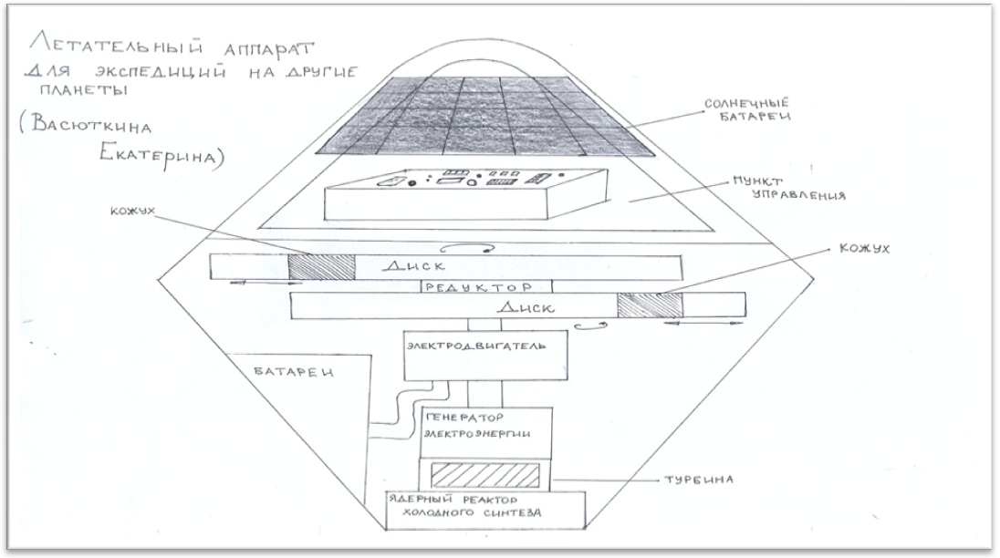 Летательный аппарат
для экспедиций на другие
планеты
(Васюткина
Екатерина)
солнечные
батареи
пункт
управления
кожух
кожух
Диск
редуктор
Диск
электродвигатель
батареи
генератор
электроэнергии
турбина
ядерный реактор
холодного синтеза